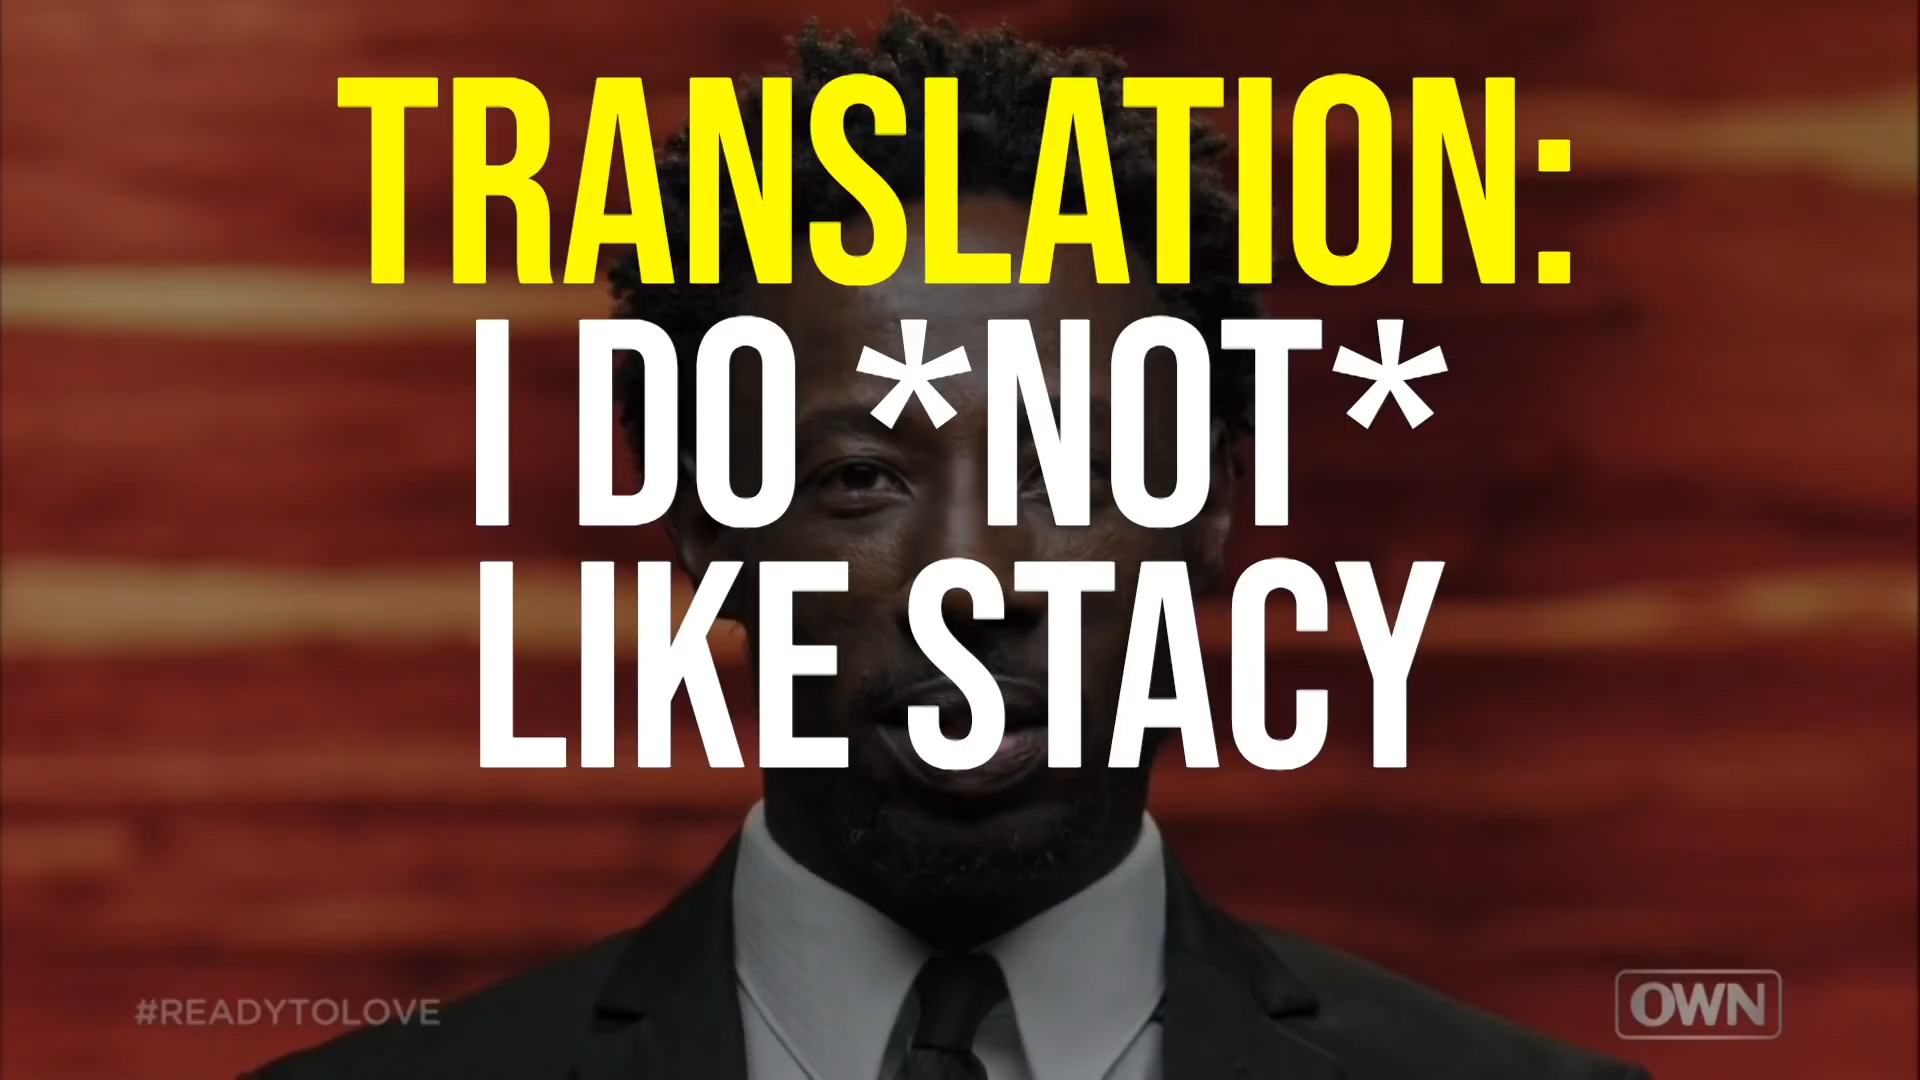 TRANSLATION:
I DO *NOT*
LIKE STACY
#READYTOLOVE
OWN